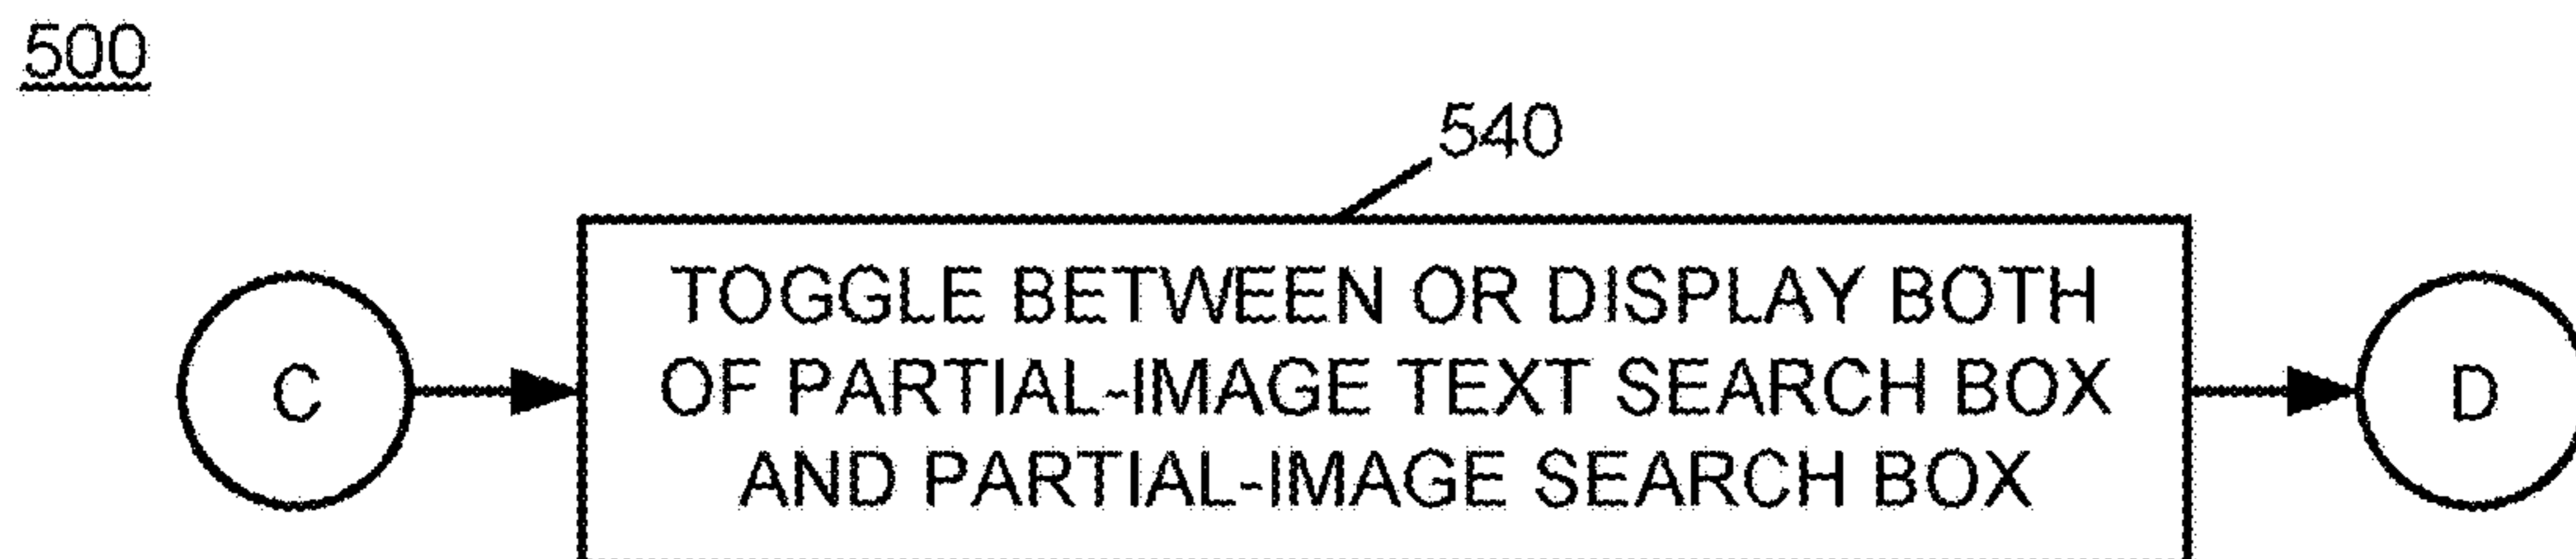 500
540
TOGGLE BETWEEN OR DISPLAY BOTH
OF PARTIAL-IMAGE TEXT SEARCH BOX
AND PARTIAL-IMAGE SEARCH BOX
C
D